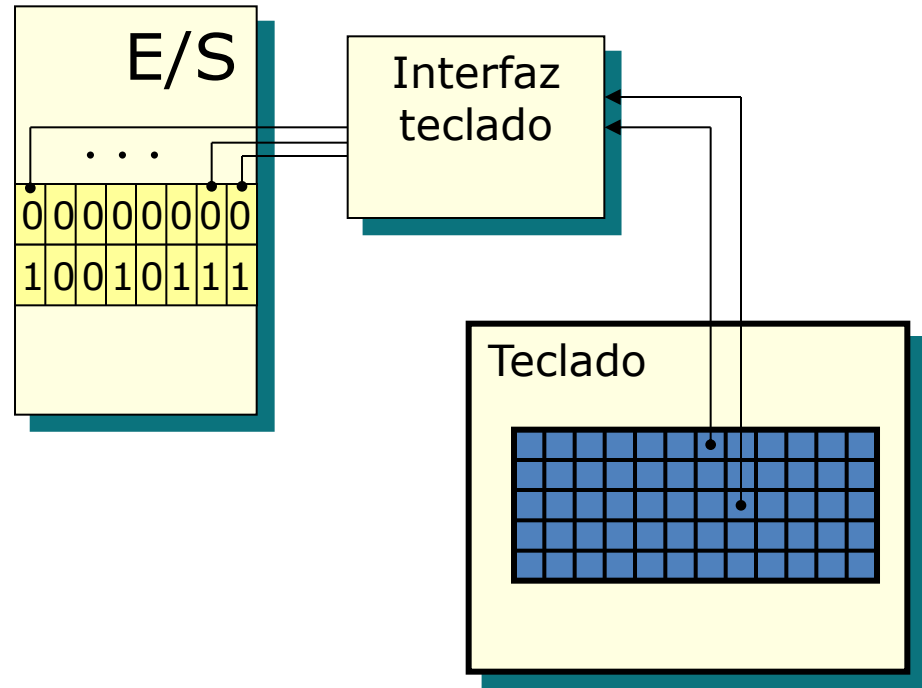 E/S
. . .
0 0 0 0 0 0 0 0
1 0 0 1 0 1 1 1
Interfaz
teclado
Teclado